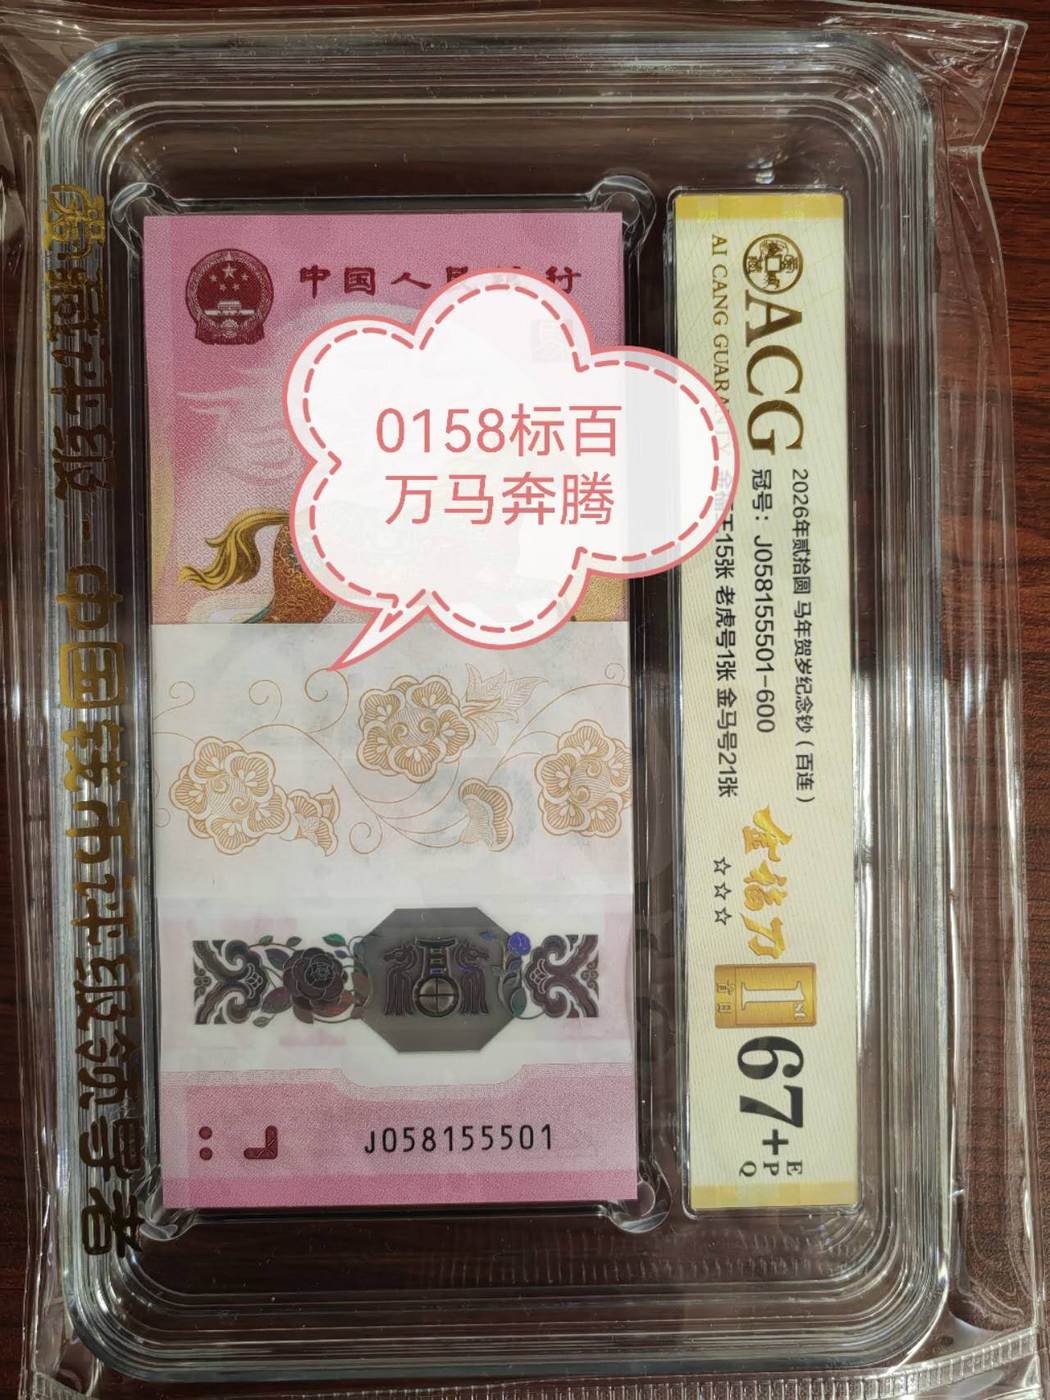 中国人民银行
0158标百
万马奔腾
J058155501
ACG
AI CANG GUARANTY
2026年贰拾圆 马年贺岁纪念钞（百连）
冠号：J058155501-600
15张 老虎号1张 金马号21张
☆☆☆
1st
首日
67+
EPQ
爱藏评级-中国钱币评级领导者